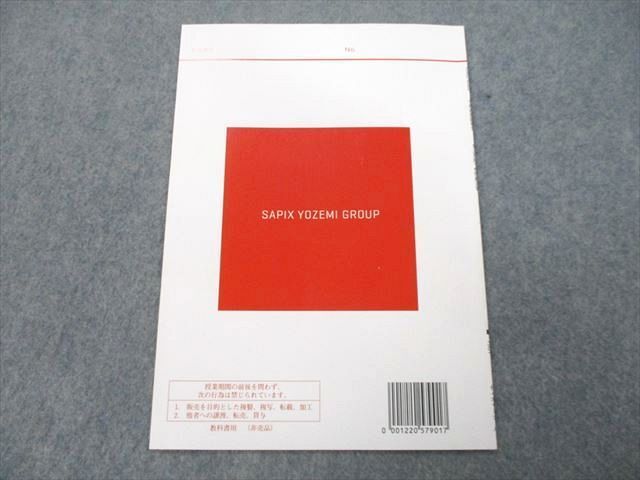 No.
SAPIX YOZEMI GROUP
授業期間の前後を問わず、
次の行為は禁じられています。
1. 販売を目的とした複製、複写、転載、加工
2. 他者への譲渡、転売、貸与
教科書用 (非売品)
0 001220 579017